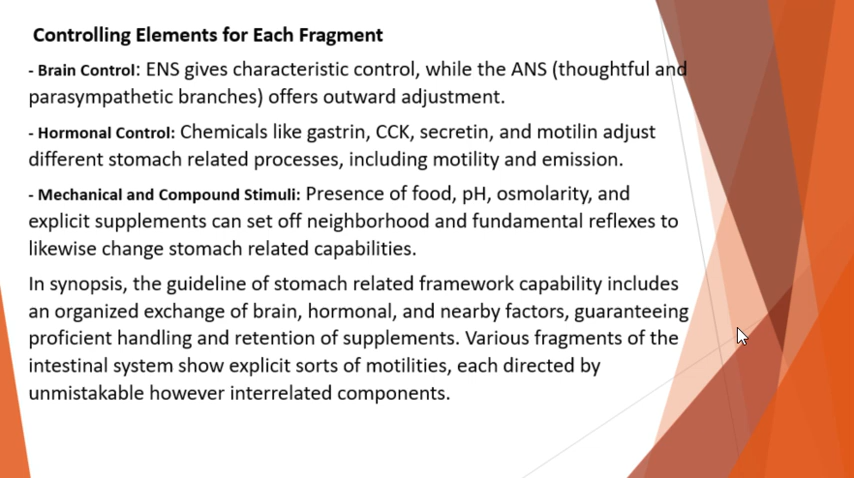 Controlling Elements for Each Fragment
- Brain Control: ENS gives characteristic control, while the ANS (thoughtful and
parasympathetic branches) offers outward adjustment.
- Hormonal Control: Chemicals like gastrin, CCK, secretin, and motilin adjust
different stomach related processes, including motility and emission.
- Mechanical and Compound Stimuli: Presence of food, pH, osmolarity, and
explicit supplements can set off neighborhood and fundamental reflexes to
likewise change stomach related capabilities.
In synopsis, the guideline of stomach related framework capability includes
an organized exchange of brain, hormonal, and nearby factors, guaranteeing
proficient handling and retention of supplements. Various fragments of the
intestinal system show explicit sorts of motilities, each directed by
unmistakable however interrelated components.